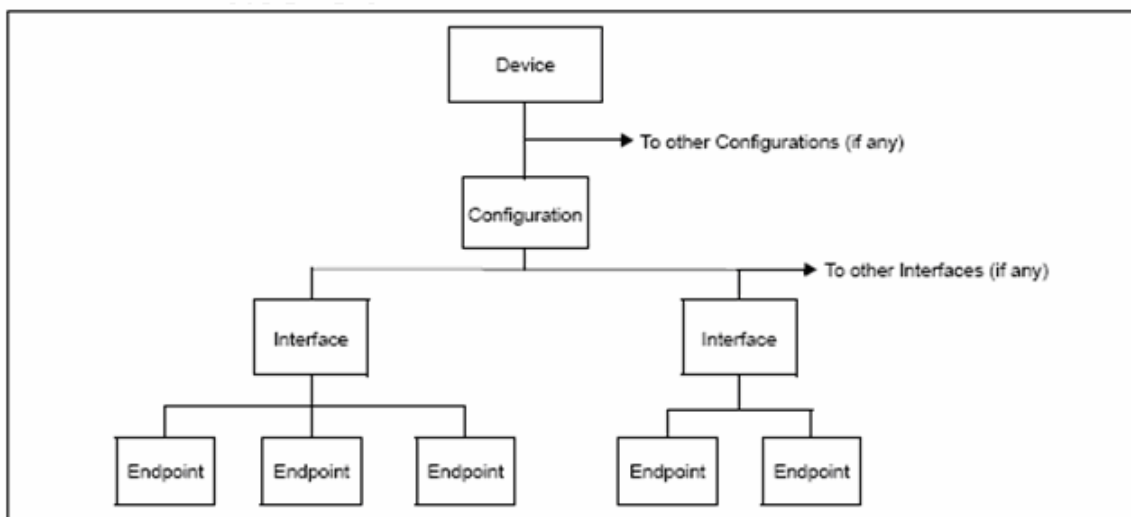 Device
To other Configurations (if any)
Configuration
To other Interfaces (if any)
Interface
Interface
Endpoint
Endpoint
Endpoint
Endpoint
Endpoint